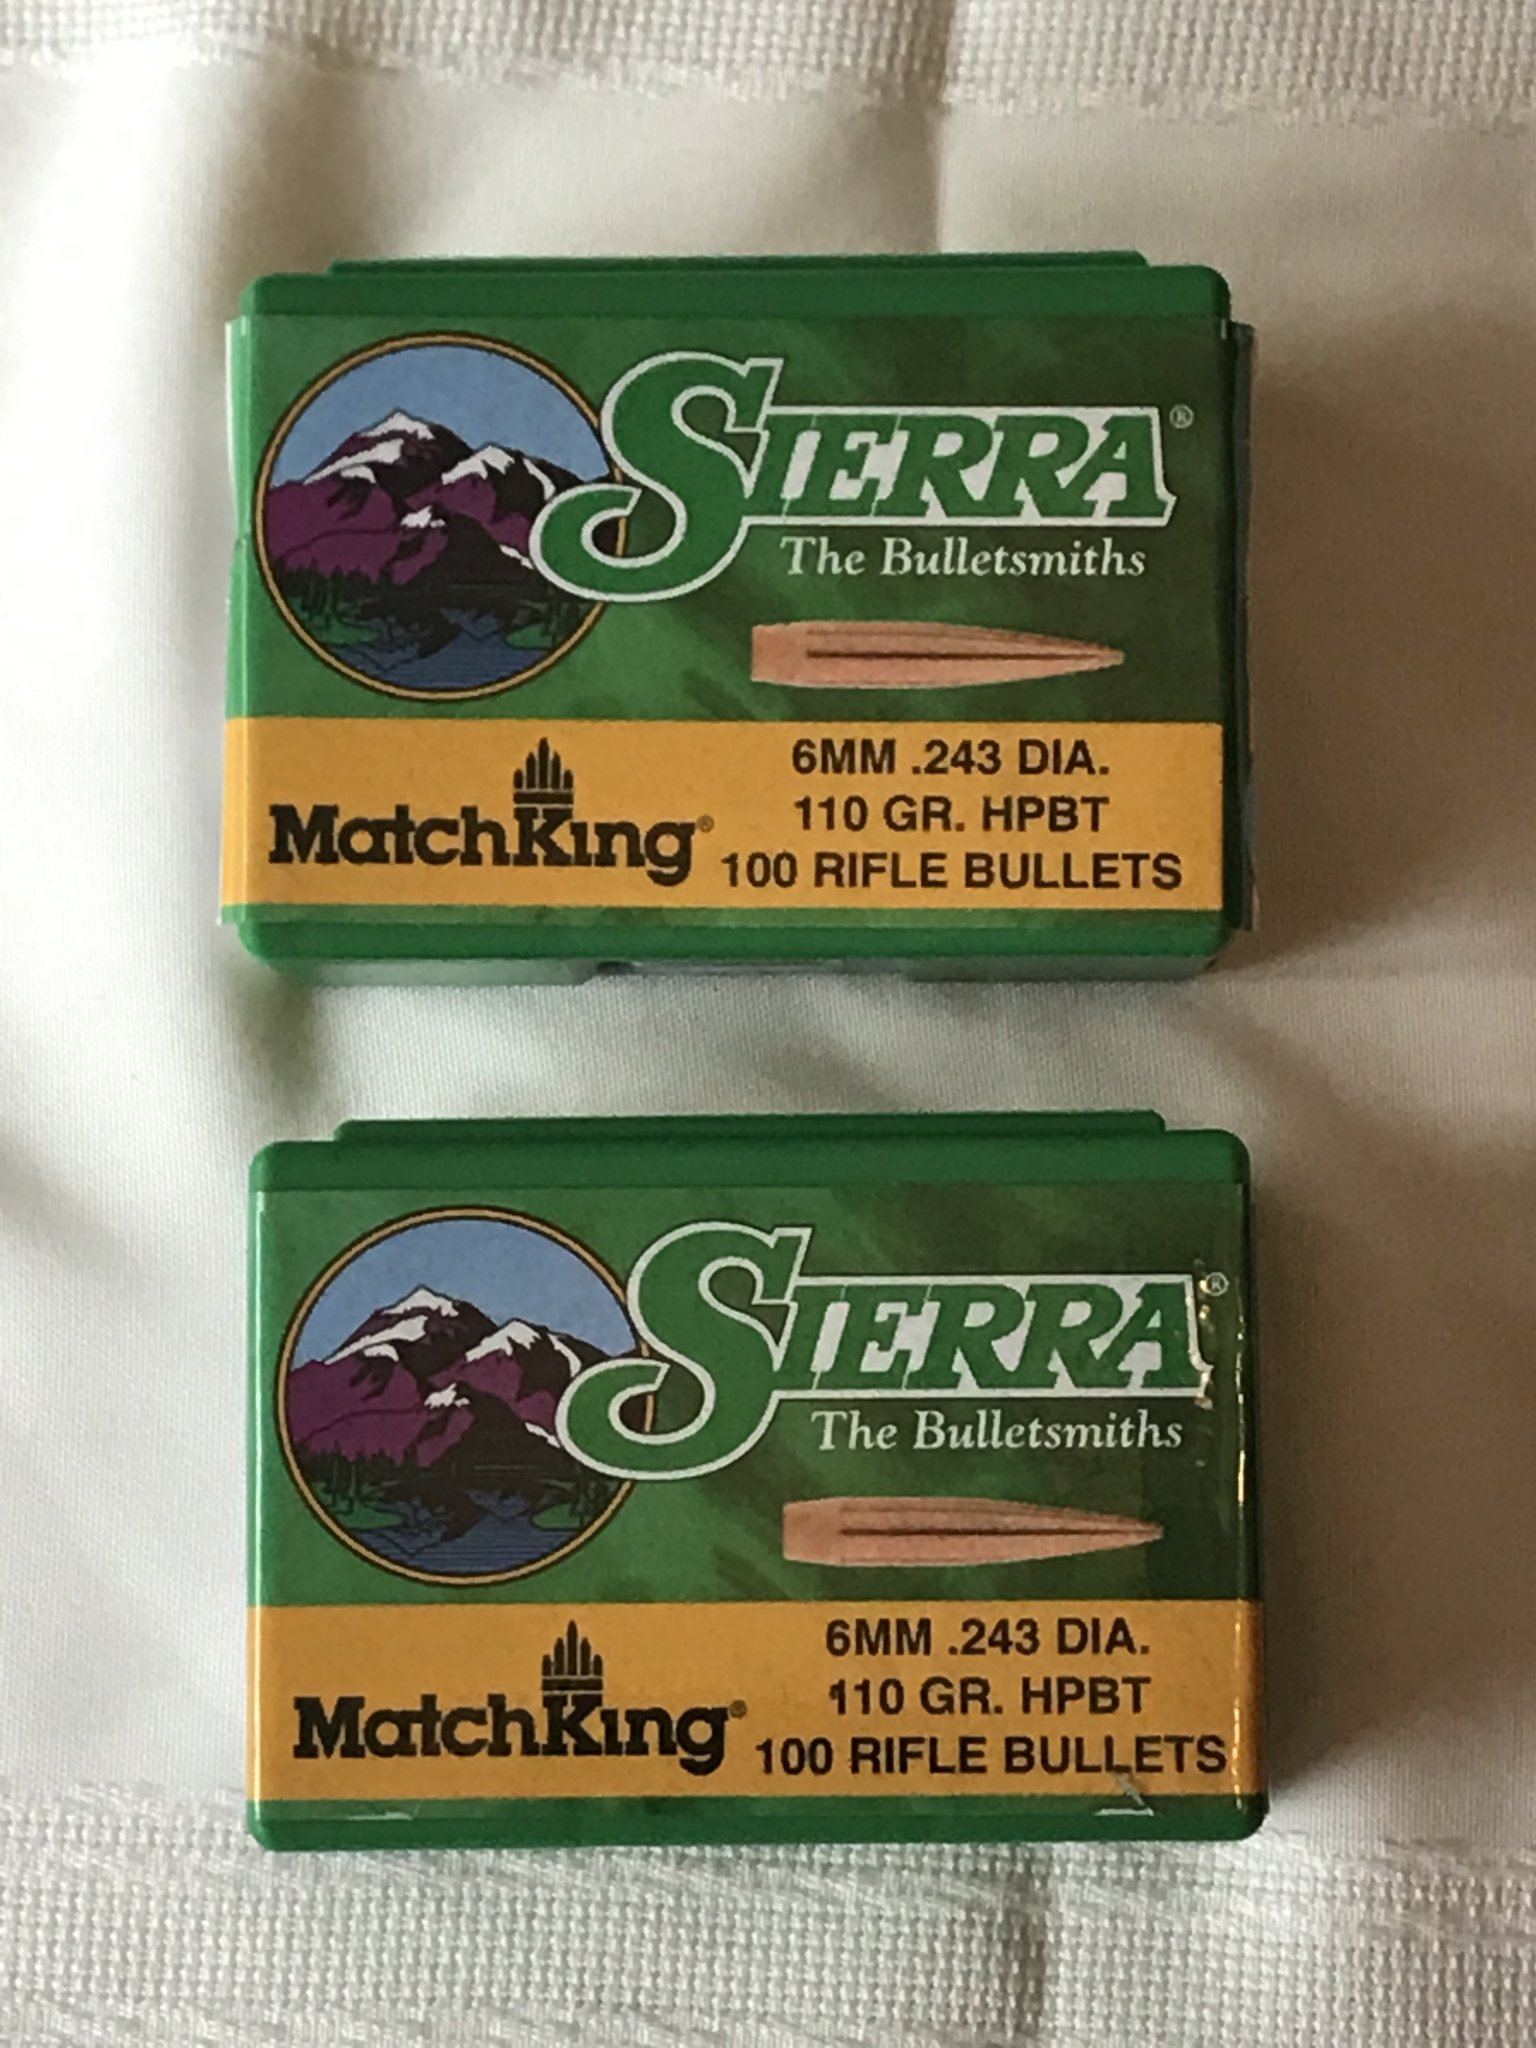 SIERRA®
The Bulletsmiths
MatchKing®
6MM .243 DIA.
110 GR. HPBT
100 RIFLE BULLETS
SIERRA®
The Bulletsmiths
MatchKing®
6MM .243 DIA.
110 GR. HPBT
100 RIFLE BULLETS